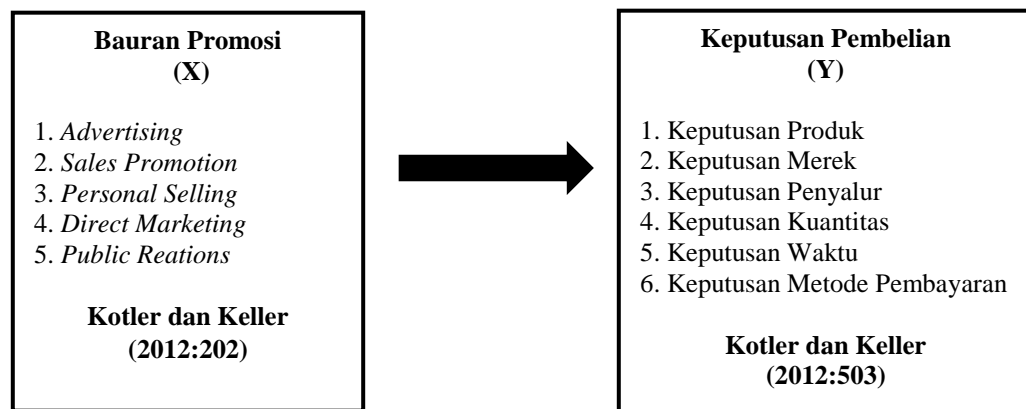 Bauran Promosi
(X)
1. Advertising
2. Sales Promotion
3. Personal Selling
4. Direct Marketing
5. Public Reations
Kotler dan Keller
(2012:202)
Keputusan Pembelian
(Y)
1. Keputusan Produk
2. Keputusan Merek
3. Keputusan Penyalur
4. Keputusan Kuantitas
5. Keputusan Waktu
6. Keputusan Metode Pembayaran
Kotler dan Keller
(2012:503)